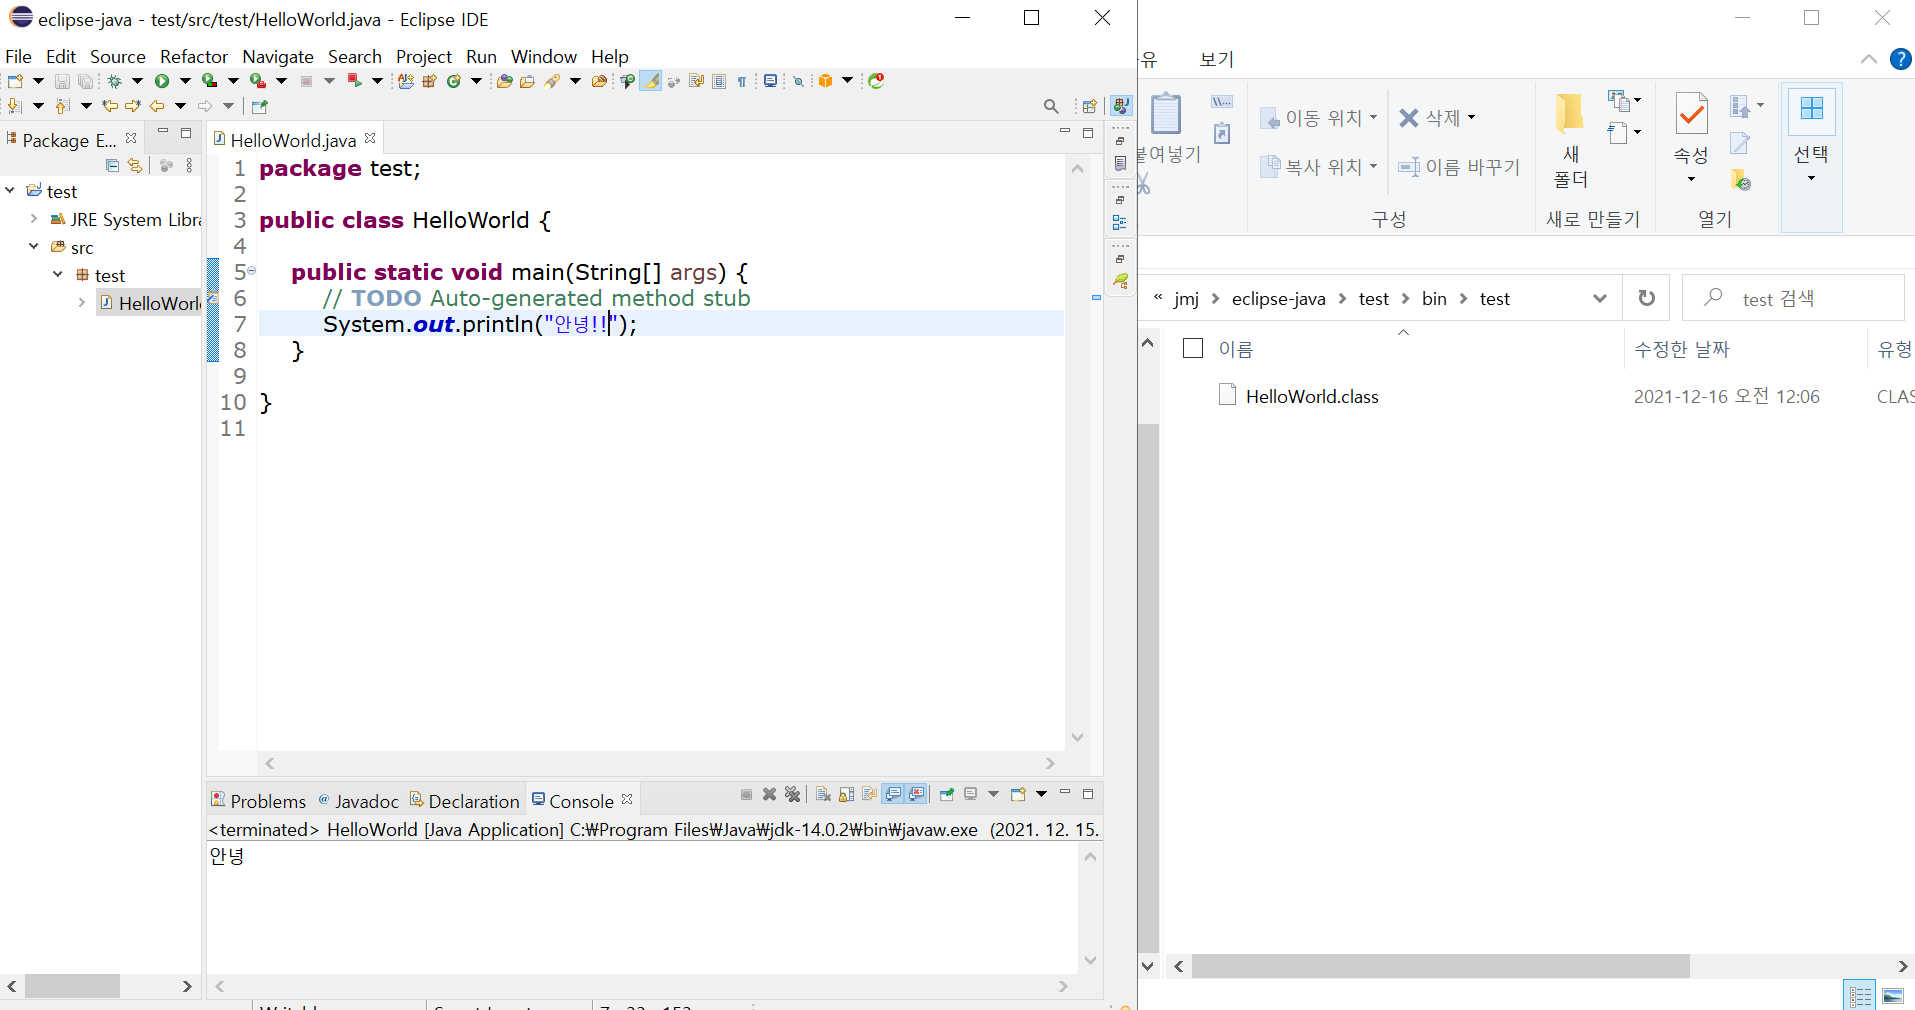 eclipse-java - test/src/test/HelloWorld.java - Eclipse IDE
File Edit Source Refactor Navigate Search Project Run Window Help
Package E...
test
JRE System Libra
src
test
HelloWorl
HelloWorld.java
1 package test;
2
3 public class HelloWorld {
4
5 public static void main(String[] args) {
6 // TODO Auto-generated method stub
7 System.out.println("안녕!!");
8 }
9
10 }
11
Problems @ Javadoc Declaration Console
<terminated> HelloWorld [Java Application] C:₩Program Files₩Java₩jdk-14.0.2₩bin₩javaw.exe (2021. 12. 15.
안녕
유 보기
붙여넣기
이동 위치
복사 위치
삭제
이름 바꾸기
구성
새
폴더
새로 만들기
속성
열기
선택
« jmj > eclipse-java > test > bin > test
test 검색
이름 수정한 날짜 유형
HelloWorld.class 2021-12-16 오전 12:06 CLAS